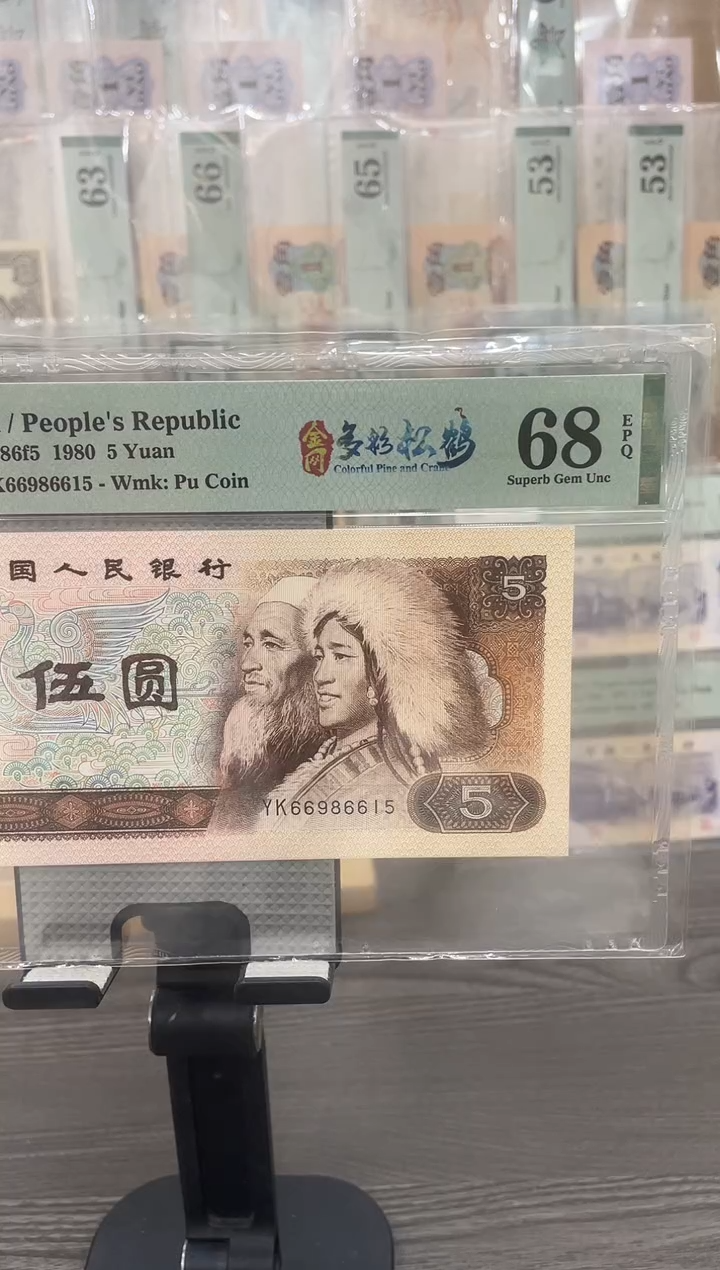 63
66
65
53
53
/ People's Republic
86f5 1980 5 Yuan
K66986615 - Wmk: Pu Coin
金网
多彩松鹤
Colorful Pine and Crane
68
EPQ
Superb Gem Unc
国人民银行
5
伍圆
YK66986615
5